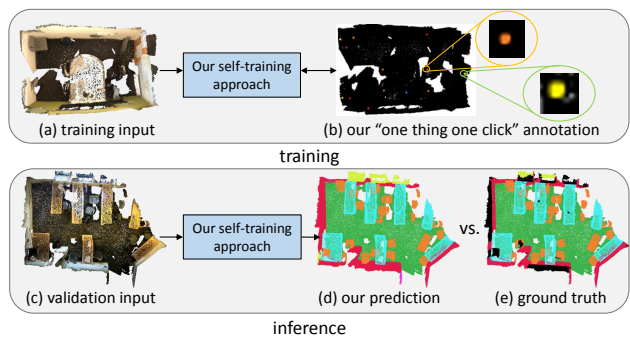 Our self-training
approach
(a) training input
(b) our “one thing one click” annotation
training
Our self-training
approach
vs.
(c) validation input
(d) our prediction
(e) ground truth
inference